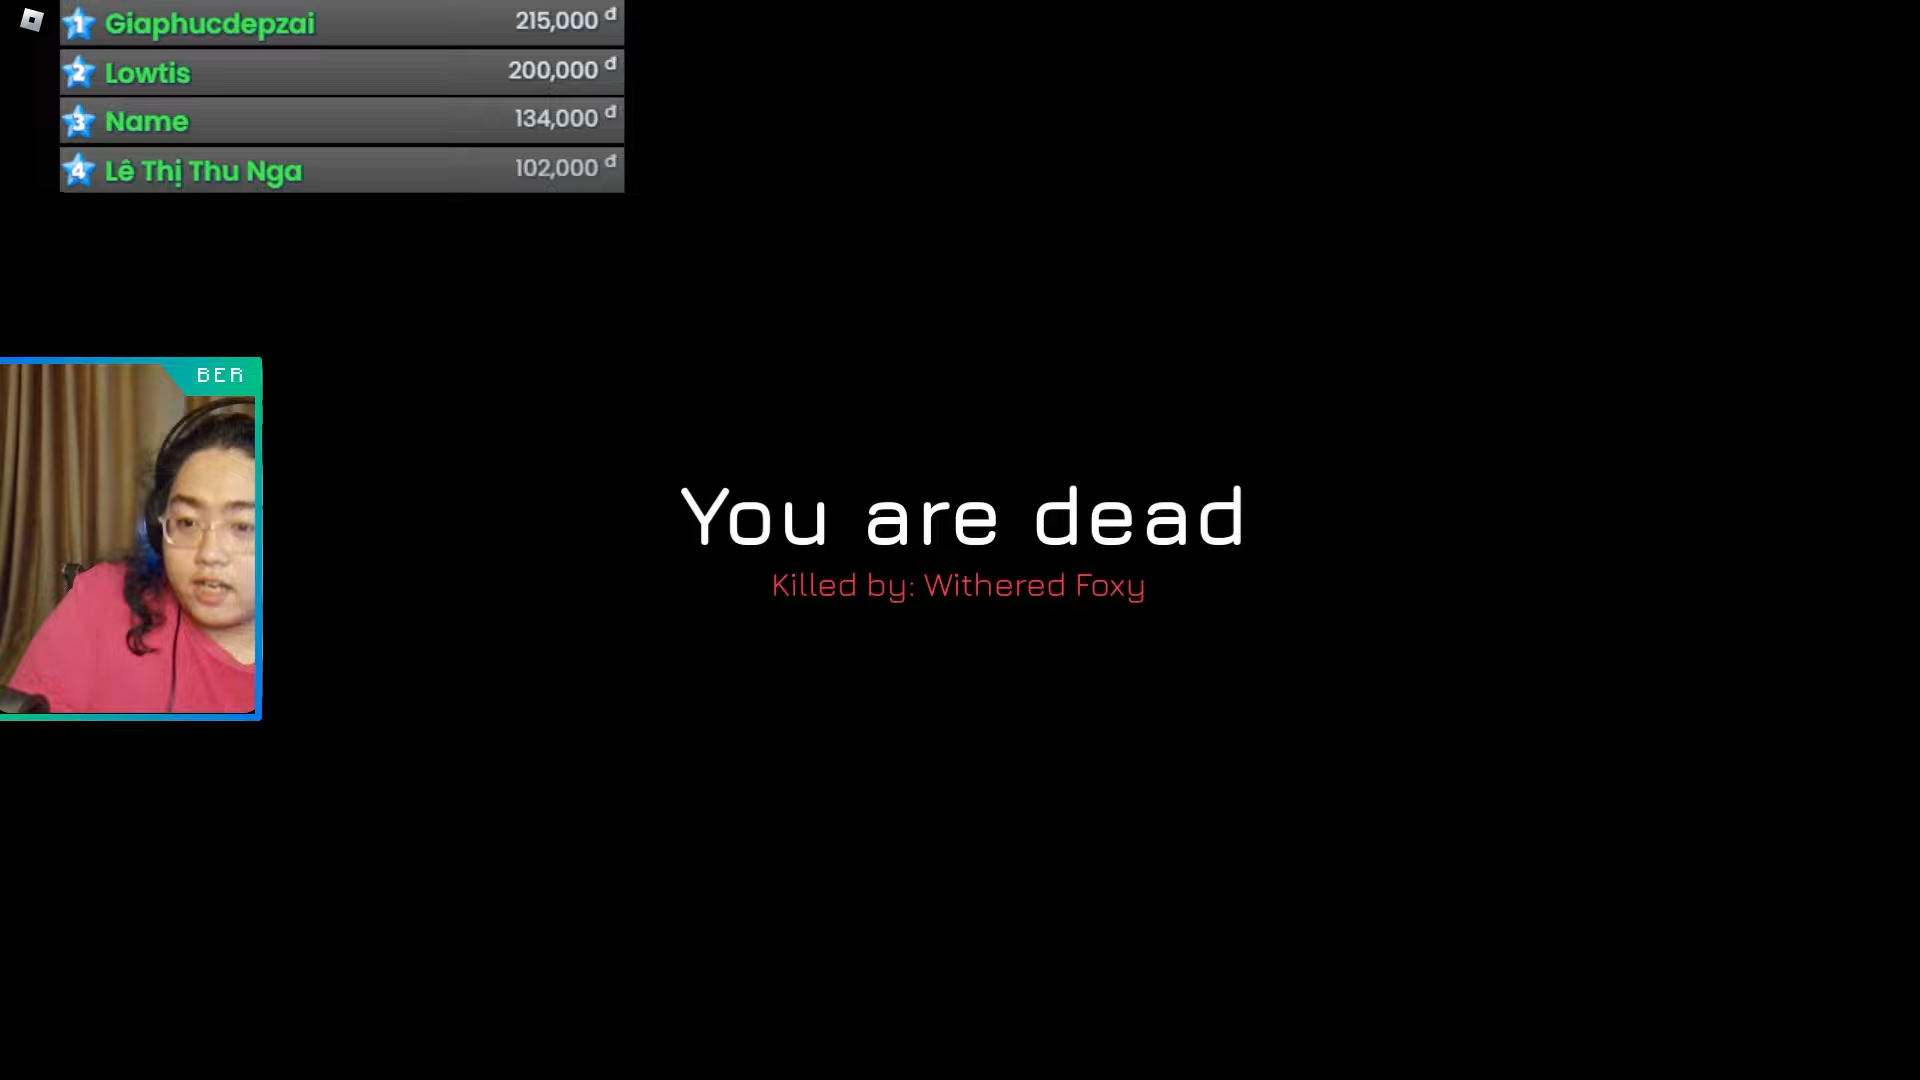 1 Giaphucdepzai 215,000 đ
2 Lowtis 200,000 đ
3 Name 134,000 đ
4 Lê Thị Thu Nga 102,000 đ
BER
You are dead
Killed by: Withered Foxy